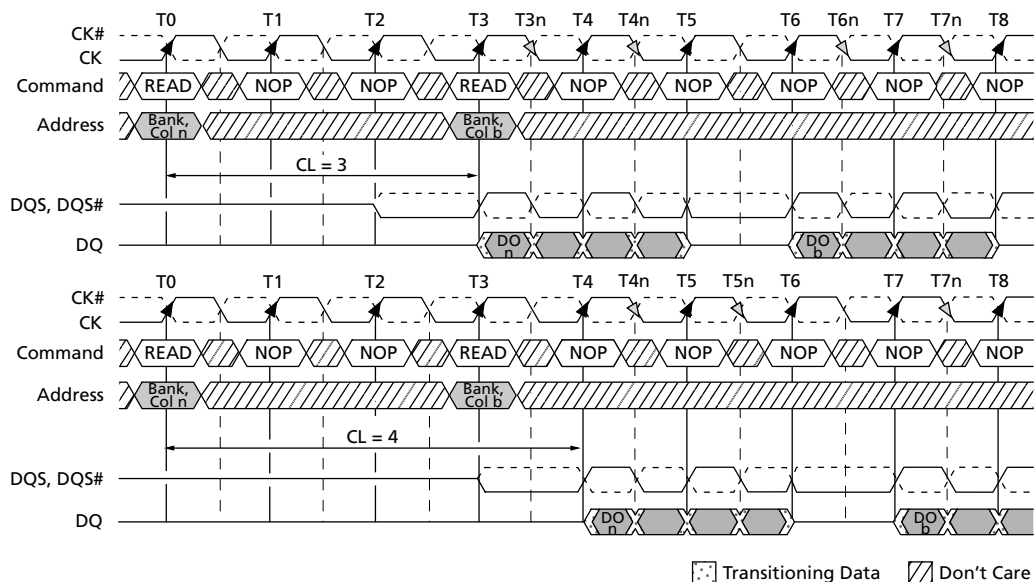 T0 T1 T2 T3 T3n T4 T4n T5 T6 T6n T7 T7n T8
CK#
CK
Command READ NOP NOP READ NOP NOP NOP NOP NOP
Address Bank, Col n Bank, Col b
CL = 3
DQS, DQS#
DQ DO n DO b
T0 T1 T2 T3 T4 T4n T5 T5n T6 T7 T7n T8
CK#
CK
Command READ NOP NOP READ NOP NOP NOP NOP NOP
Address Bank, Col n Bank, Col b
CL = 4
DQS, DQS#
DQ DO n DO b
Transitioning Data Don't Care